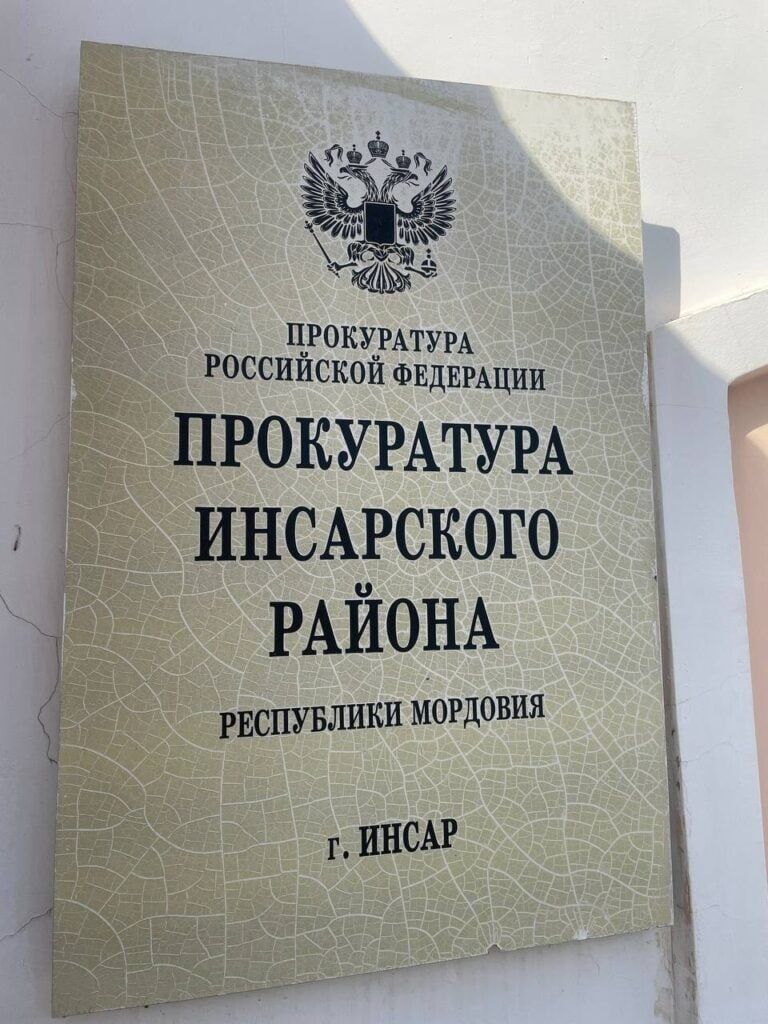 ПРОКУРАТУРА
РОССИЙСКОЙ ФЕДЕРАЦИИ
ПРОКУРАТУРА
ИНСАРСКОГО
РАЙОНА
РЕСПУБЛИКИ МОРДОВИЯ
г. ИНСАР